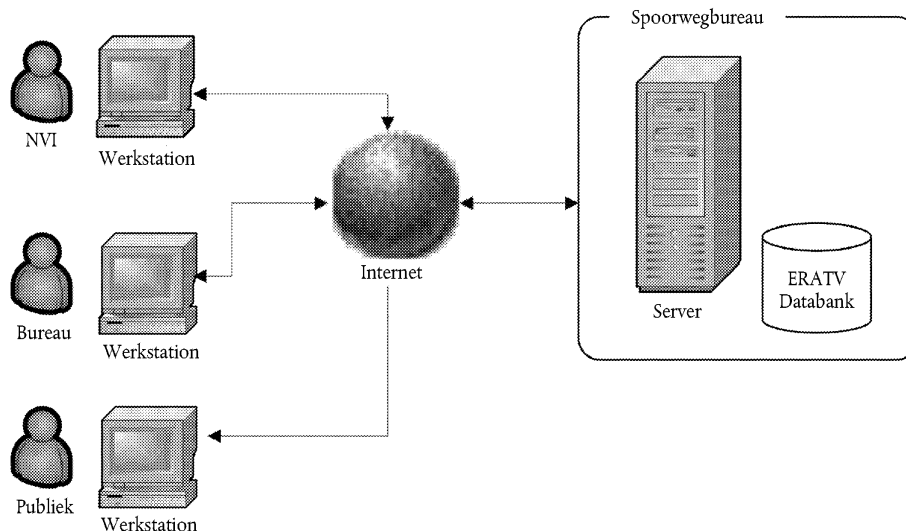 Spoorwegbureau
NVI
Werkstation
Internet
Server
ERATV
Databank
Bureau
Werkstation
Publiek
Werkstation